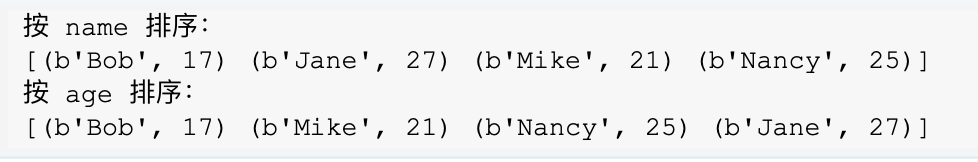 按 name 排序：
[(b'Bob', 17) (b'Jane', 27) (b'Mike', 21) (b'Nancy', 25)]
按 age 排序：
[(b'Bob', 17) (b'Mike', 21) (b'Nancy', 25) (b'Jane', 27)]